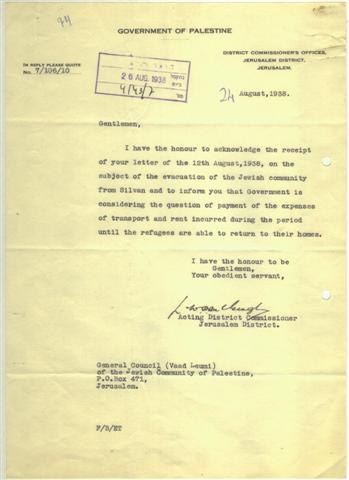 94
GOVERNMENT OF PALESTINE
DISTRICT COMMISSIONER'S OFFICES,
JERUSALEM DISTRICT,
JERUSALEM.
IN REPLY PLEASE QUOTE
No. 7/106/10
26 AUG. 1938
24 August, 1938.
Gentlemen,
I have the honour to acknowledge the receipt
of your letter of the 12th August,1938, on the
subject of the evacuation of the Jewish community
from Silvan and to inform you that Government is
considering the question of payment of the expenses
of transport and rent incurred during the period
until the refugees are able to return to their homes.
I have the honour to be
Gentlemen,
Your obedient servant,
Acting District Commissioner
Jerusalem District.
General Council (Vaad Leumi)
of the Jewish Community of Palestine,
P.O.Box 471,
Jerusalem.
F/B/ET